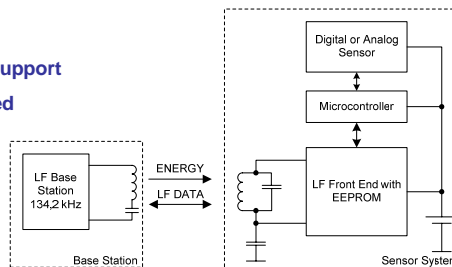 upport
ed
Digital or Analog
Sensor
Microcontroller
LF Front End with
EEPROM
ENERGY
LF DATA
LF Base
Station
134,2 kHz
Base Station
Sensor System